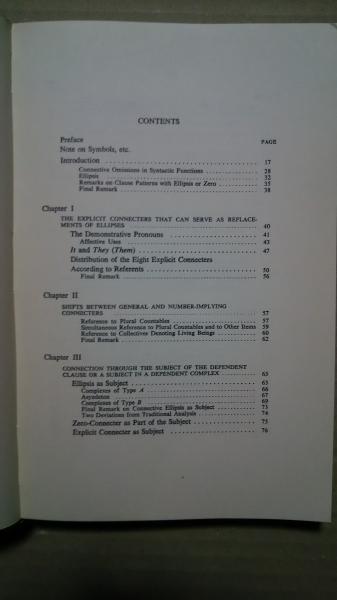 CONTENTS
Preface PAGE
Note on Symbols, etc.
Introduction . . . . . . . . . . . . . . . . . . . . 17
Connective Omissions in Syntactic Functions . . . . . . . . 28
Ellipsis . . . . . . . . . . . . . . . . . . . . 32
Remarks on Clause Patterns with Ellipsis or Zero . . . . . . . . 35
Final Remark . . . . . . . . . . . . . . . . . . . . 38
Chapter I
THE EXPLICIT CONNECTERS THAT CAN SERVE AS REPLACE-
MENTS OF ELLIPSES . . . . . . . . . . . . . . . . . . . . 40
The Demonstrative Pronouns . . . . . . . . . . . . 41
Affective Uses . . . . . . . . . . . . . . . . . . . . 43
It and They (Them) . . . . . . . . . . . . . . . . 47
Distribution of the Eight Explicit Connecters
According to Referents . . . . . . . . . . . . . . . . 50
Final Remark . . . . . . . . . . . . . . . . . . . . 56
Chapter II
SHIFTS BETWEEN GENERAL AND NUMBER-IMPLYING
CONNECTERS . . . . . . . . . . . . . . . . . . . . 57
Reference to Plural Countables . . . . . . . . . . . . 57
Simultaneous Reference to Plural Countables and to Other Items 59
Reference to Collectives Denoting Living Beings . . . . . . . . 60
Final Remark . . . . . . . . . . . . . . . . . . . . 62
Chapter III
CONNECTION THROUGH THE SUBJECT OF THE DEPENDENT
CLAUSE OR A SUBJECT IN A DEPENDENT COMPLEX . . . . . . . . 65
Ellipsis as Subject . . . . . . . . . . . . . . . . 65
Complexes of Type A . . . . . . . . . . . . . . . . 66
Asyndeton . . . . . . . . . . . . . . . . . . . . 67
Complexes of Type B . . . . . . . . . . . . . . . . 69
Final Remark on Connective Ellipsis as Subject . . . . . . . . 73
Two Deviations from Traditional Analysis . . . . . . . . 74
Zero-Connecter as Part of the Subject . . . . . . . . 75
Explicit Connecter as Subject . . . . . . . . . . . . 76